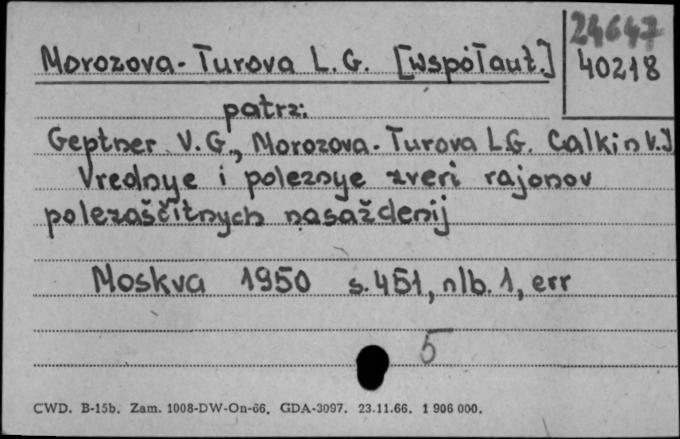 24647
Morozova-Turova L.G. [współaut.]
40218
patrz:
Geptner V.G., Morozova-Turova L.G. Calkin V.I
Vrednye i poleznye zveri rajonov
polezaščitnych nasaždenij
Moskva 1950 s. 451, nlb. 1, err
5
CWD. B-15b. Zam. 1008-DW-On-66. GDA-3097. 23.11.66. 1 906 000.